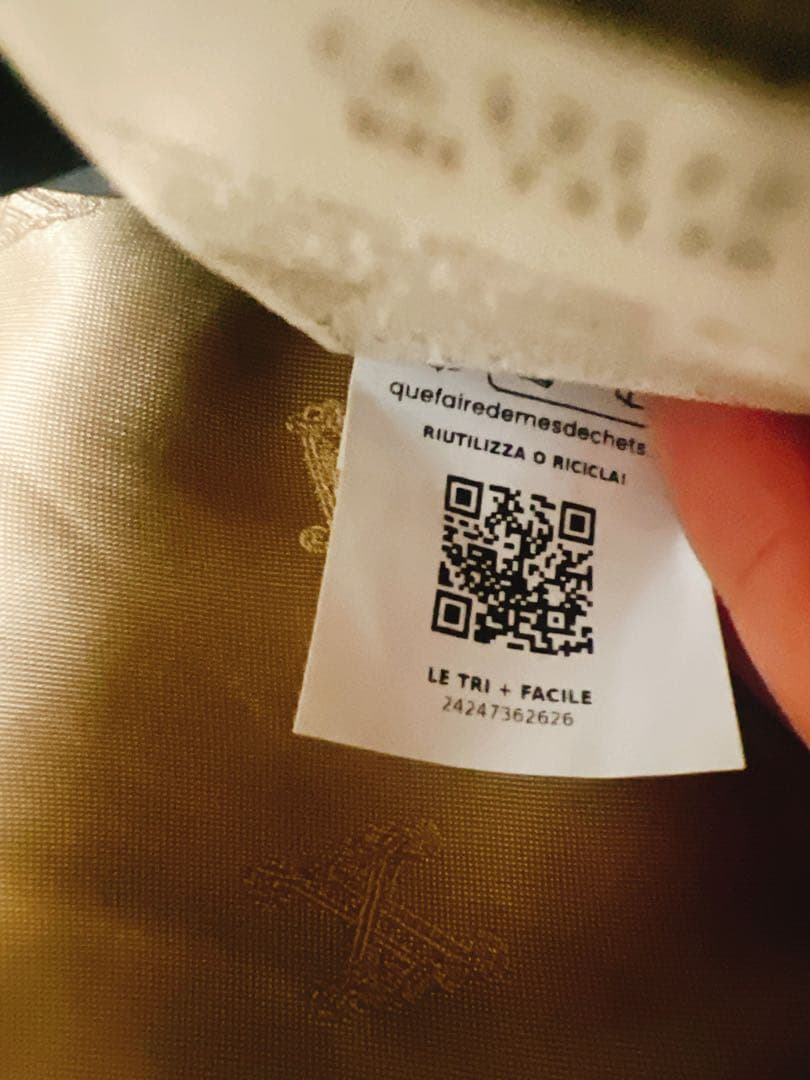 quefairedemesdechets
RIUTILIZZA O RICICLA!
LE TRI + FACILE
24247362626